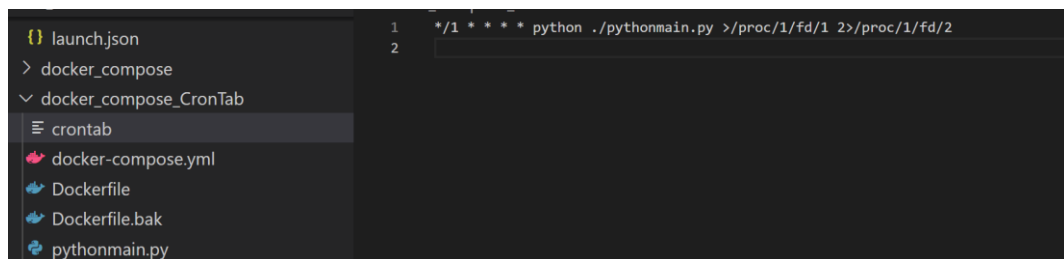 {} launch.json
> docker_compose
docker_compose_CronTab
crontab
docker-compose.yml
Dockerfile
Dockerfile.bak
pythonmain.py
1 */1 * * * * python ./pythonmain.py >/proc/1/fd/1 2>/proc/1/fd/2
2